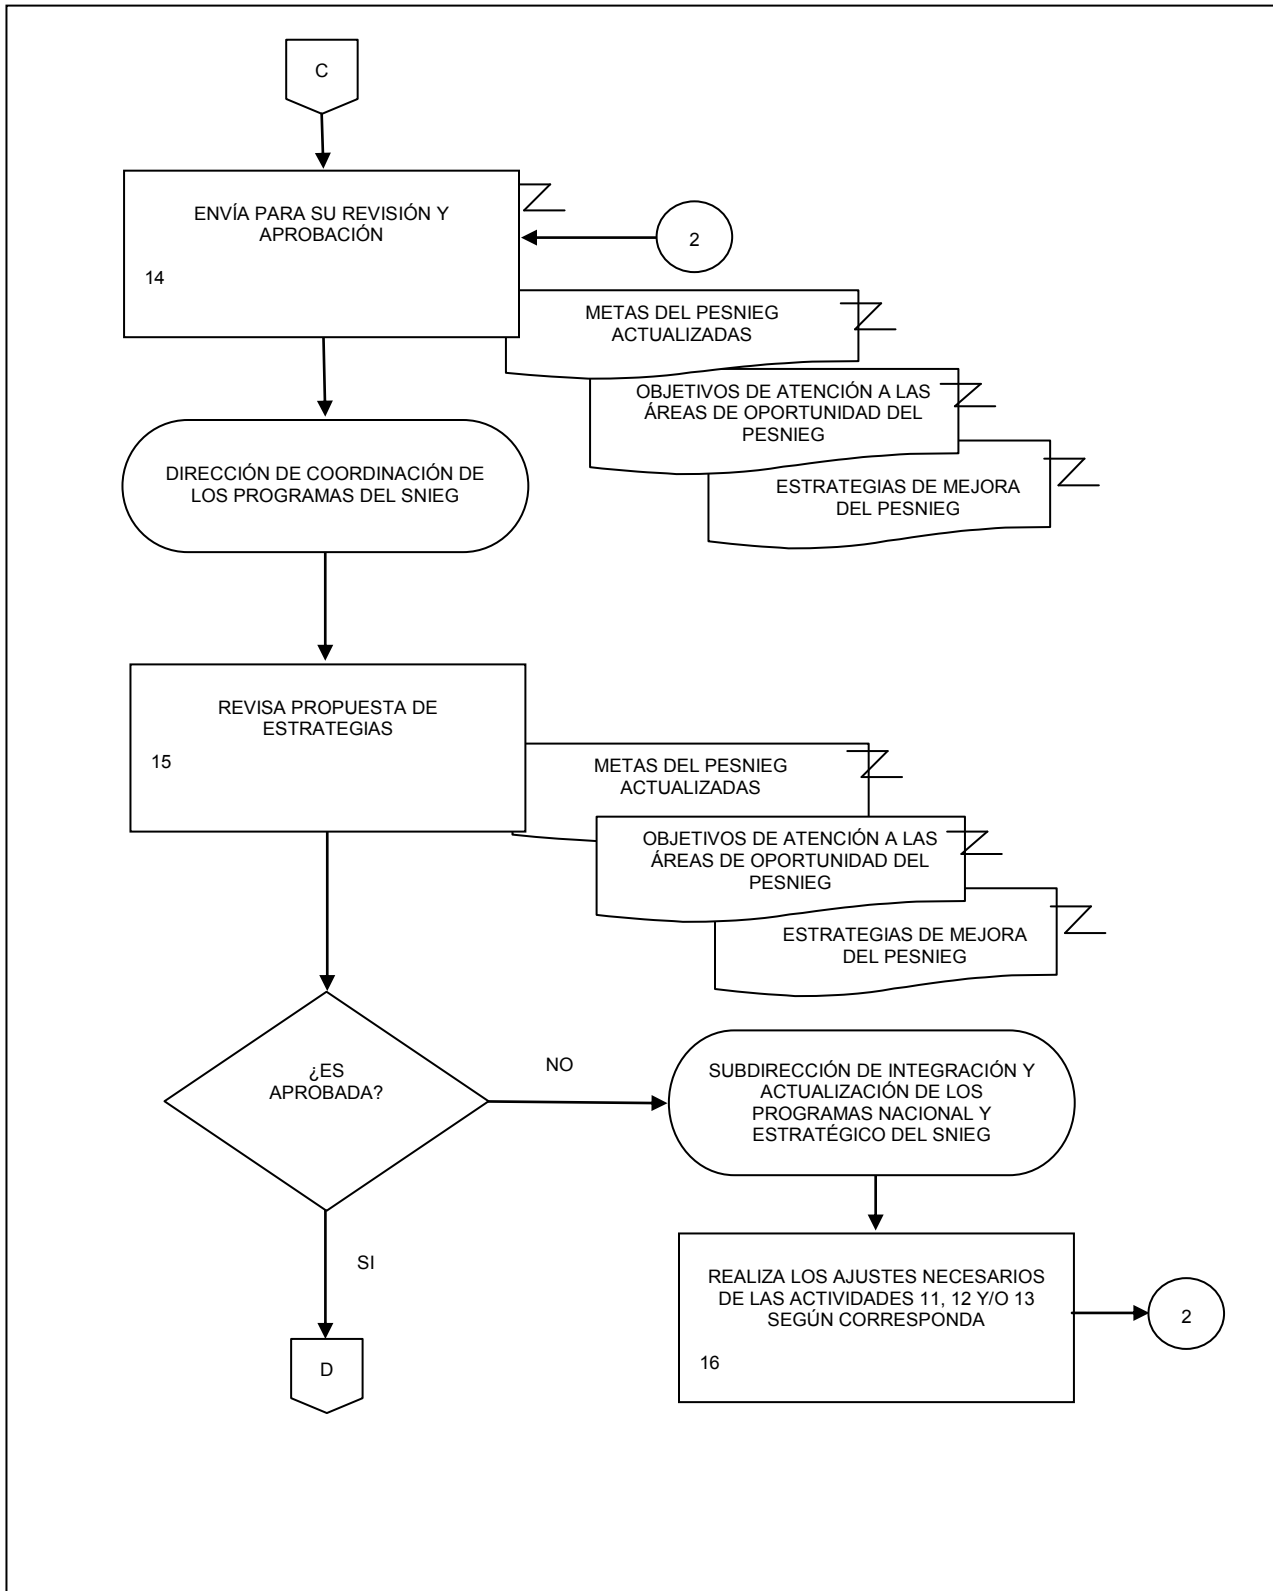 C
ENVÍA PARA SU REVISIÓN Y
APROBACIÓN
14
2
METAS DEL PESNIEG
ACTUALIZADAS
OBJETIVOS DE ATENCIÓN A LAS
ÁREAS DE OPORTUNIDAD DEL
PESNIEG
ESTRATEGIAS DE MEJORA
DEL PESNIEG
DIRECCIÓN DE COORDINACIÓN DE
LOS PROGRAMAS DEL SNIEG
REVISA PROPUESTA DE
ESTRATEGIAS
15
METAS DEL PESNIEG
ACTUALIZADAS
OBJETIVOS DE ATENCIÓN A LAS
ÁREAS DE OPORTUNIDAD DEL
PESNIEG
ESTRATEGIAS DE MEJORA
DEL PESNIEG
¿ES
APROBADA?
NO
SUBDIRECCIÓN DE INTEGRACIÓN Y
ACTUALIZACIÓN DE LOS
PROGRAMAS NACIONAL Y
ESTRATÉGICO DEL SNIEG
SI
REALIZA LOS AJUSTES NECESARIOS
DE LAS ACTIVIDADES 11, 12 Y/O 13
SEGÚN CORRESPONDA
16
2
D